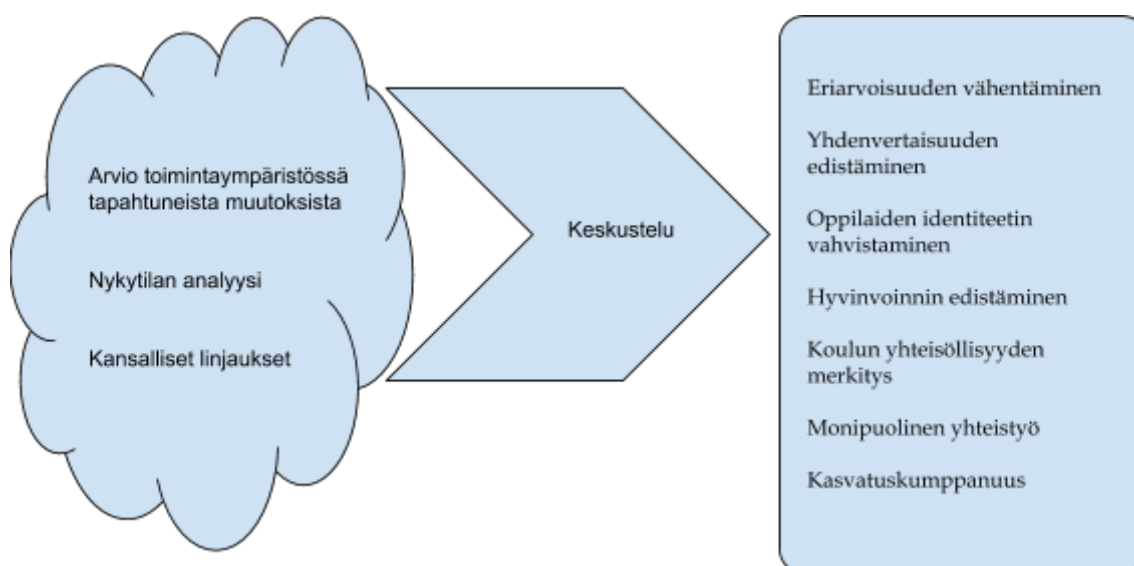 Arvio toimintaympäristössä
tapahtuneista muutoksista
Nykytilan analyysi
Kansalliset linjaukset
Keskustelu
Eriarvoisuuden vähentäminen
Yhdenvertaisuuden
edistäminen
Oppilaiden identiteetin
vahvistaminen
Hyvinvoinnin edistäminen
Koulun yhteisöllisyyden
merkitys
Monipuolinen yhteistyö
Kasvatuskumppanuus